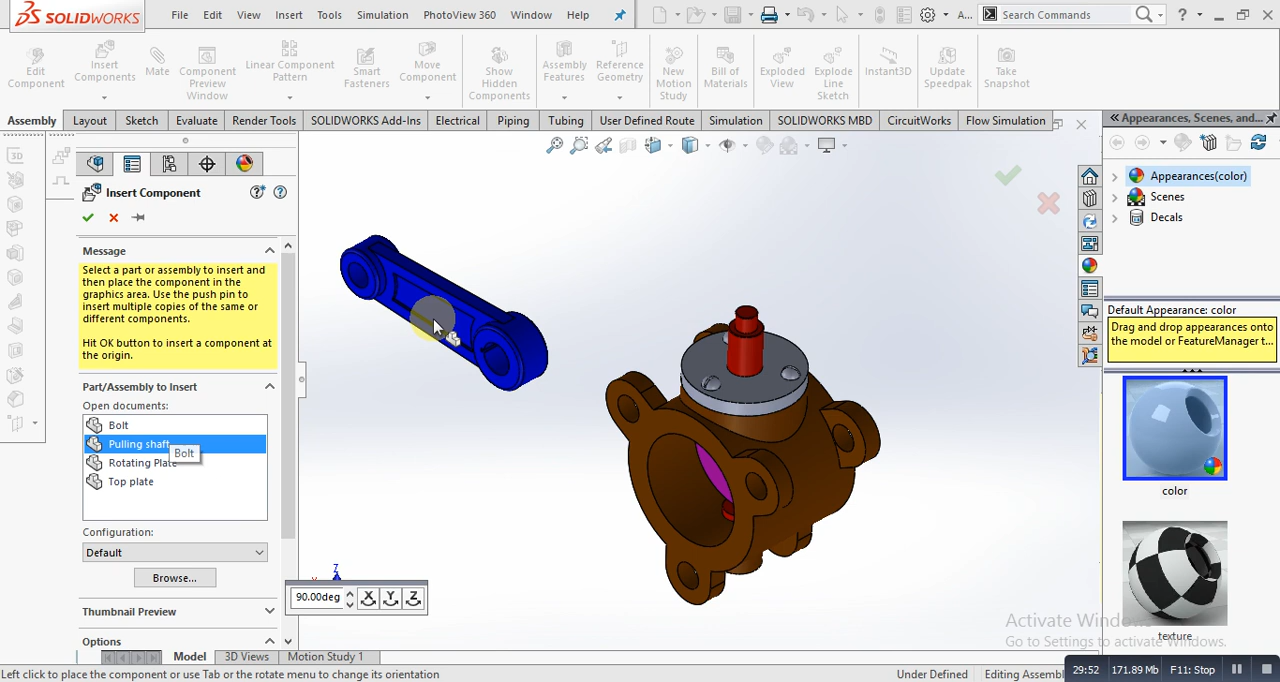 SOLIDWORKS File Edit View Insert Tools Simulation PhotoView 360 Window Help A... Search Commands ?
Edit Component
Insert Components
Mate
Component Preview Window
Linear Component Pattern
Smart Fasteners
Move Component
Show Hidden Components
Assembly Features
Reference Geometry
New Motion Study
Bill of Materials
Exploded View
Explode Line Sketch
Instant3D
Update Speedpak
Take Snapshot
Assembly Layout Sketch Evaluate Render Tools SOLIDWORKS Add-Ins Electrical Piping Tubing User Defined Route Simulation SOLIDWORKS MBD CircuitWorks Flow Simulation
Insert Component
Message
Select a part or assembly to insert and
then place the component in the
graphics area. Use the push pin to
insert multiple copies of the same or
different components.
Hit OK button to insert a component at
the origin.
Part/Assembly to Insert
Open documents:
Bolt
Pulling shaft
Bolt
Rotating Plate
Top plate
Configuration:
Default
Browse...
Thumbnail Preview
Options
Z
90.00deg X Y Z
Appearances, Scenes, and...
Appearances(color)
Scenes
Decals
Default Appearance: color
Drag and drop appearances onto
the model or FeatureManager t...
color
texture
Activate Windows
Go to Settings to activate Windows.
Model 3D Views Motion Study 1
Left click to place the component or use Tab or the rotate menu to change its orientation Under Defined Editing Assembl
29:52 171.89 Mb F11: Stop